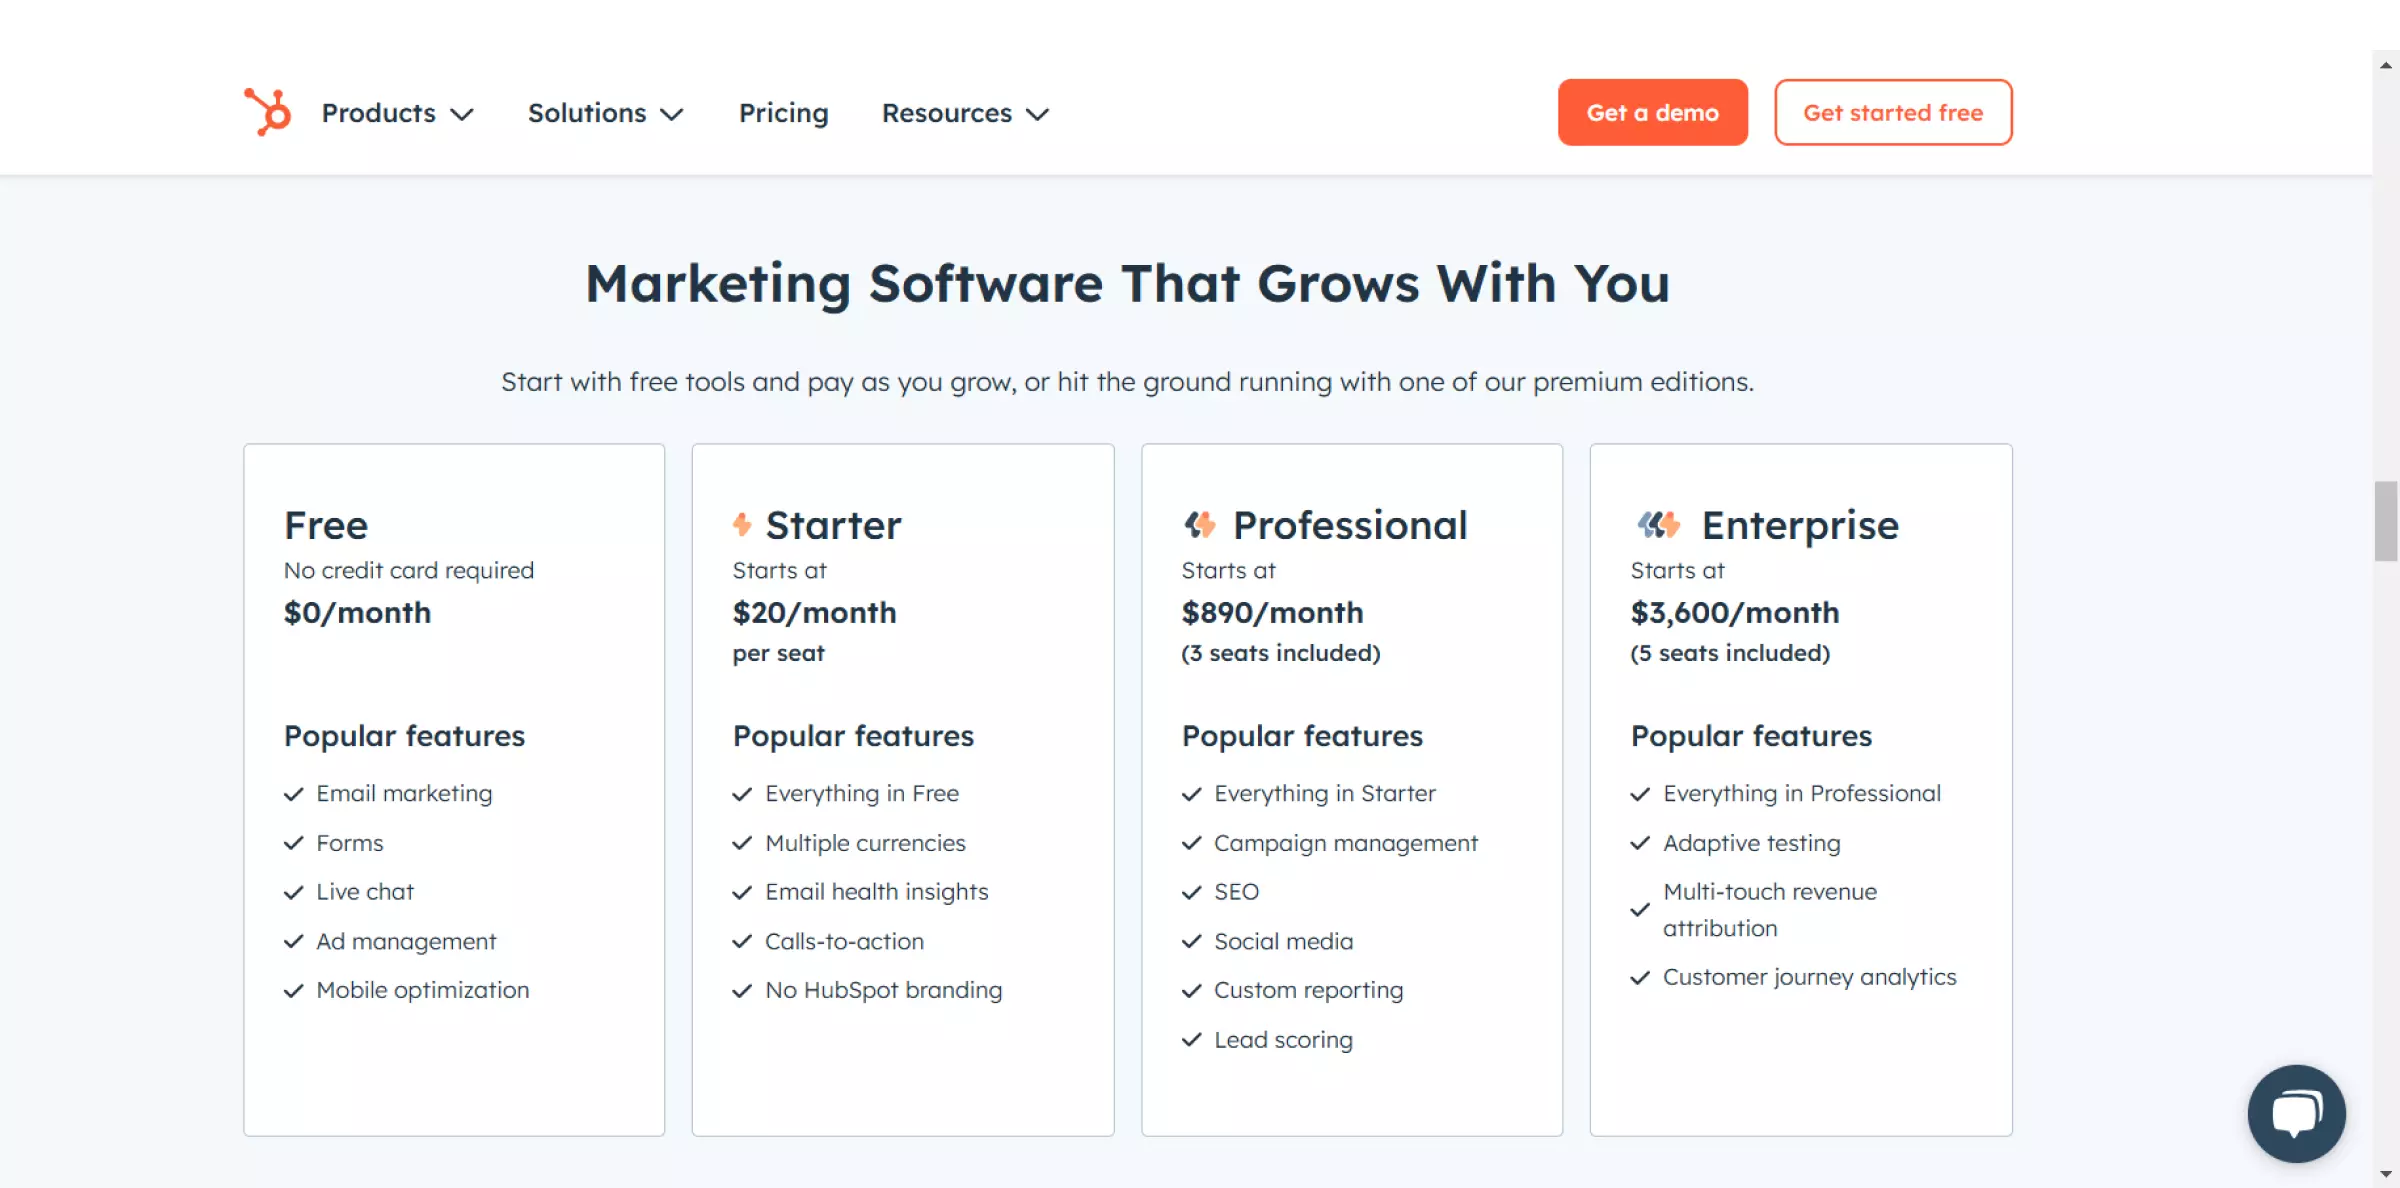 Products
Solutions
Pricing
Resources
Get a demo
Get started free
Marketing Software That Grows With You
Start with free tools and pay as you grow, or hit the ground running with one of our premium editions.
Free
No credit card required
$0/month
Popular features
Email marketing
Forms
Live chat
Ad management
Mobile optimization
Starter
Starts at
$20/month
per seat
Popular features
Everything in Free
Multiple currencies
Email health insights
Calls-to-action
No HubSpot branding
Professional
Starts at
$890/month
(3 seats included)
Popular features
Everything in Starter
Campaign management
SEO
Social media
Custom reporting
Lead scoring
Enterprise
Starts at
$3,600/month
(5 seats included)
Popular features
Everything in Professional
Adaptive testing
Multi-touch revenue
attribution
Customer journey analytics